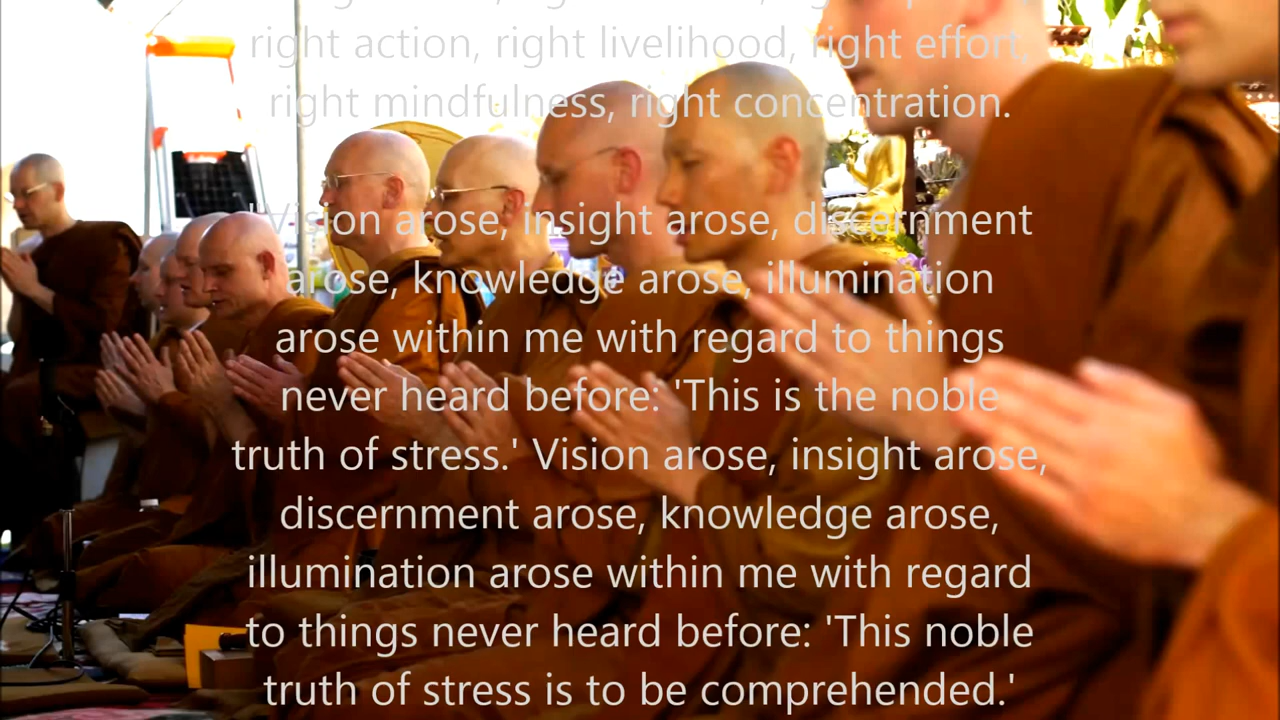 right action, right livelihood, right effort,
right mindfulness, right concentration.
"Vision arose, insight arose, discernment
arose, knowledge arose, illumination
arose within me with regard to things
never heard before: 'This is the noble
truth of stress.' Vision arose, insight arose,
discernment arose, knowledge arose,
illumination arose within me with regard
to things never heard before: 'This noble
truth of stress is to be comprehended.'